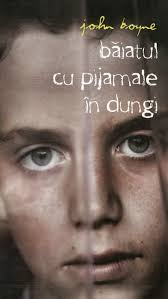 john boyne
băiatul
cu pijamale
în dungi